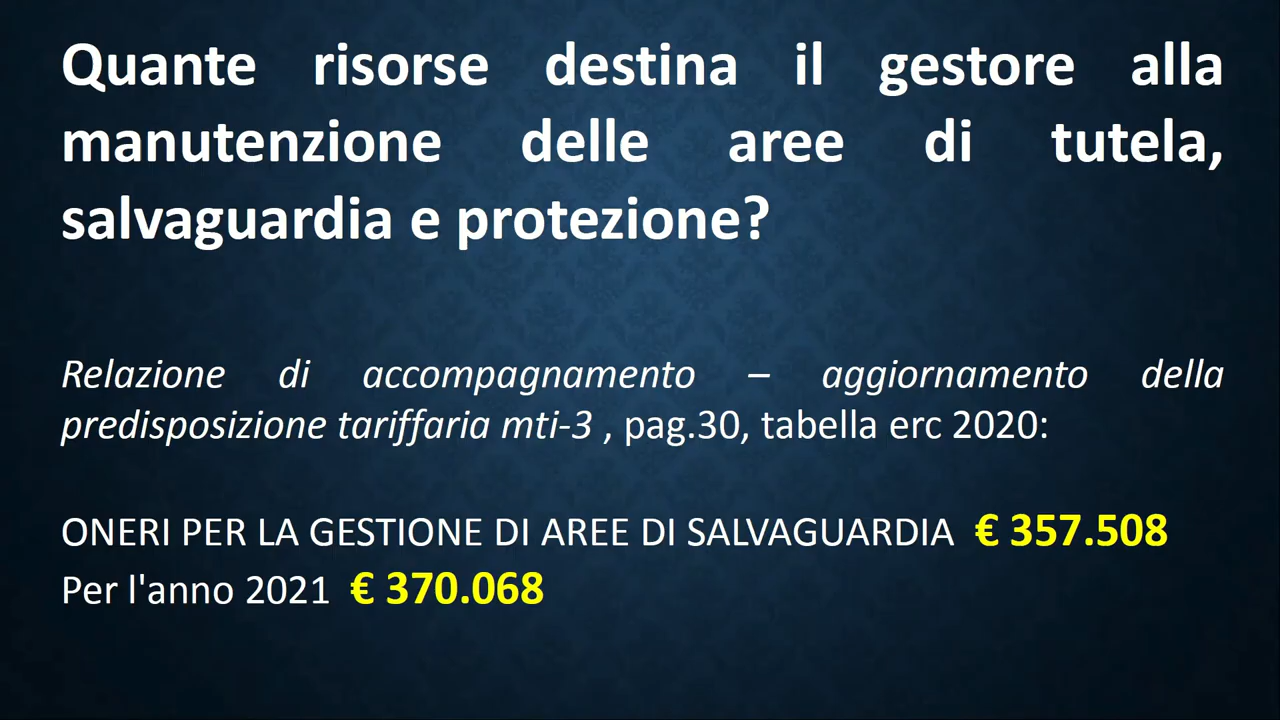 Quante risorse destina il gestore alla
manutenzione delle aree di tutela,
salvaguardia e protezione?
Relazione di accompagnamento – aggiornamento della
predisposizione tariffaria mti-3 , pag.30, tabella erc 2020:
ONERI PER LA GESTIONE DI AREE DI SALVAGUARDIA € 357.508
Per l'anno 2021 € 370.068